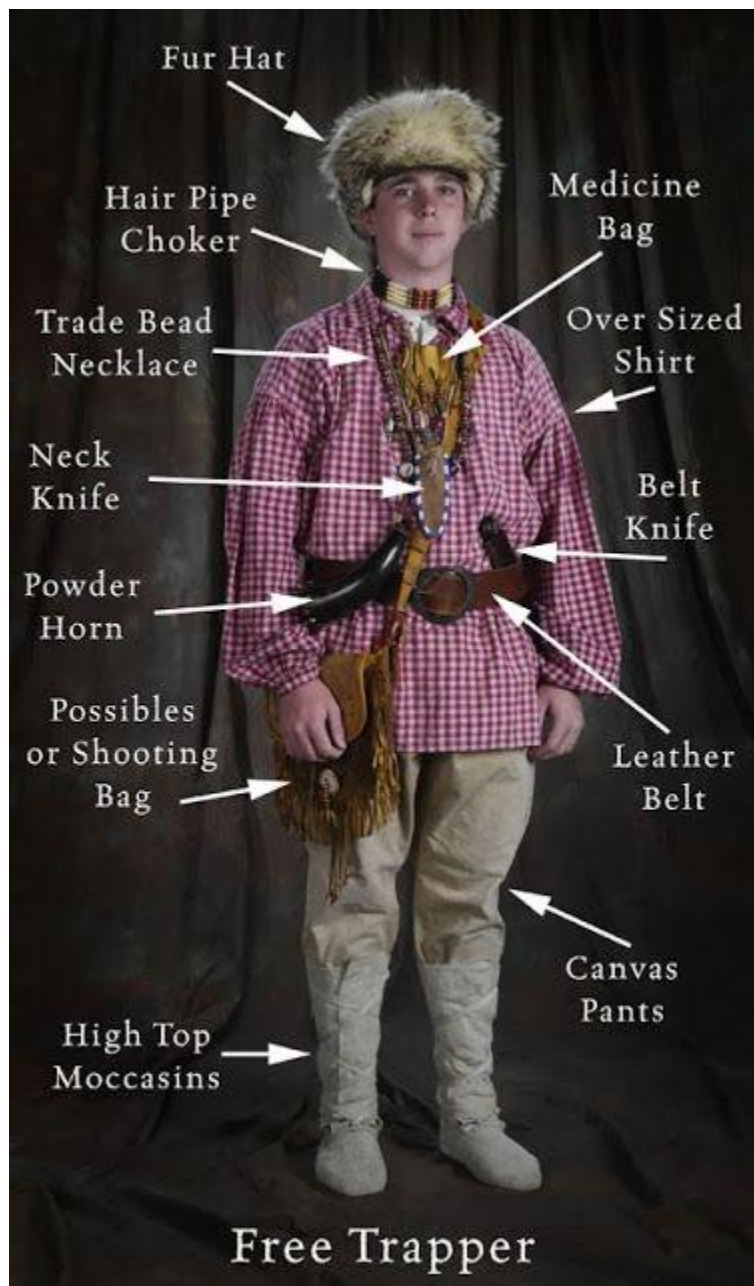 Fur Hat
Hair Pipe
Choker
Medicine
Bag
Trade Bead
Necklace
Over Sized
Shirt
Neck
Knife
Belt
Knife
Powder
Horn
Possibles
or Shooting
Bag
Leather
Belt
Canvas
Pants
High Top
Moccasins
Free Trapper